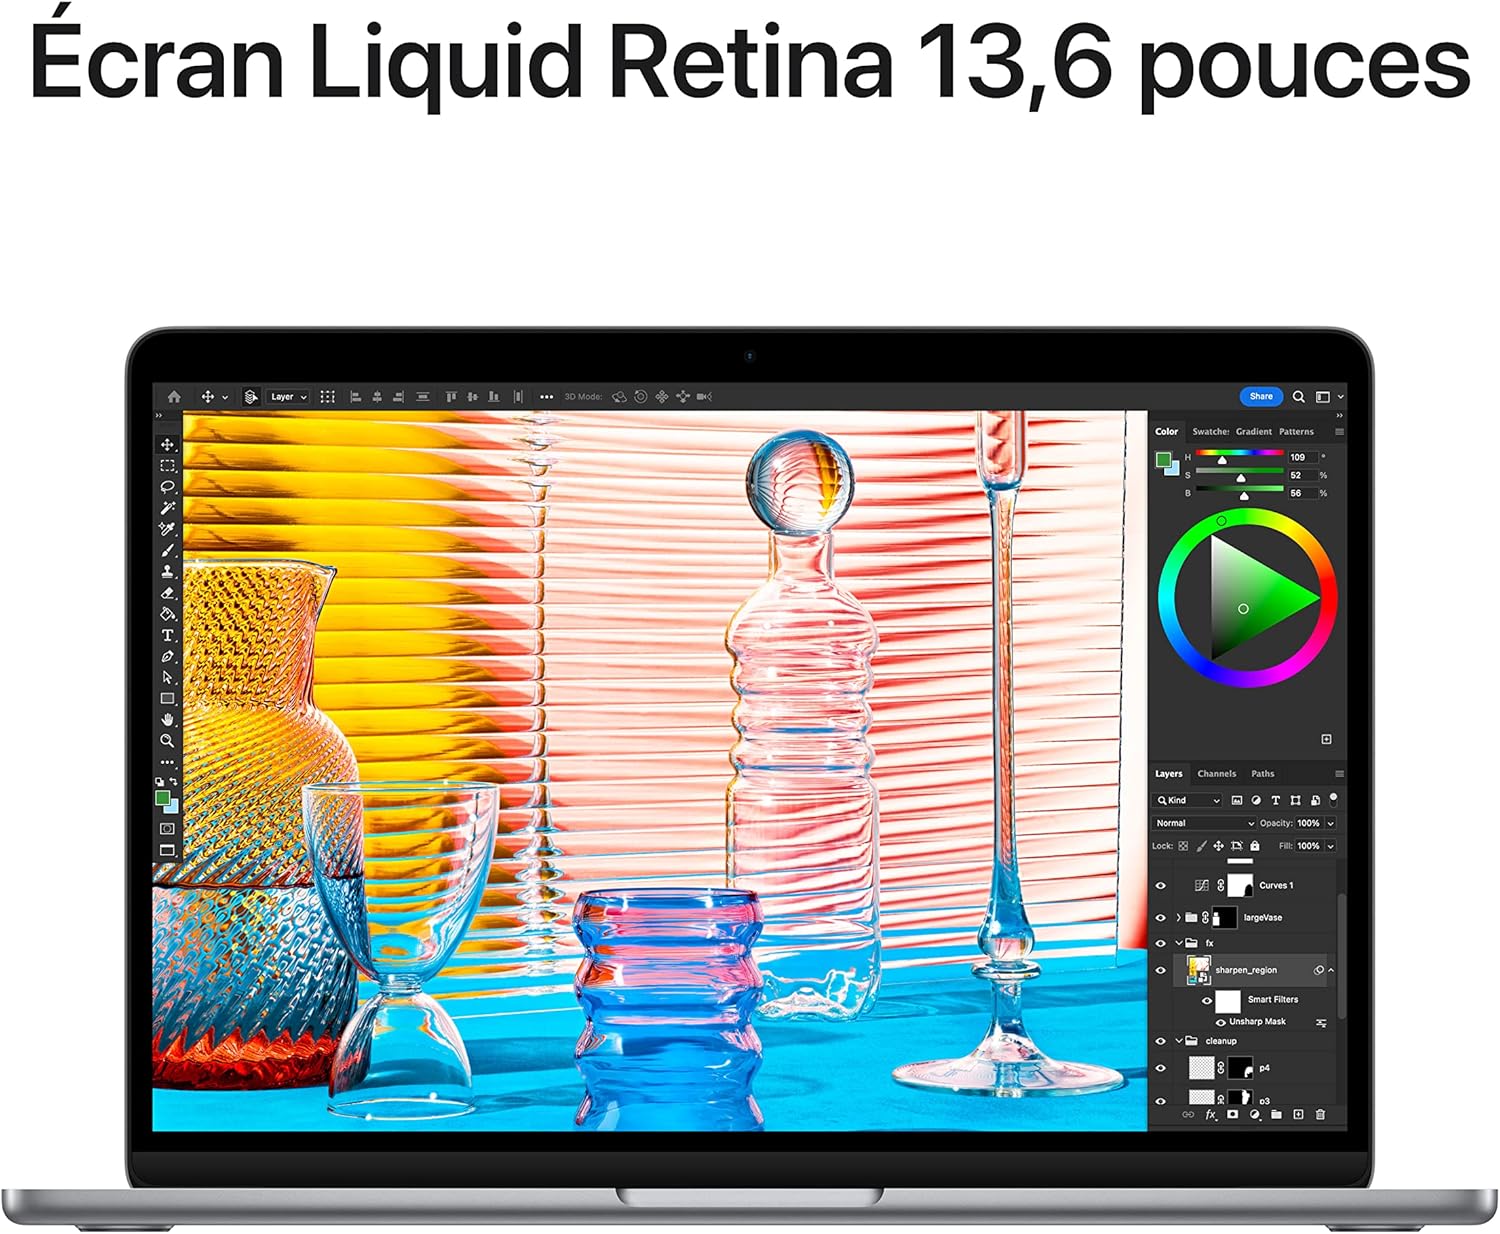 Écran Liquid Retina 13,6 pouces
Layer
3D Mode:
Share
Color Swatche: Gradient Patterns
H 109 °
S 52 %
B 56 %
T
Layers Channels Paths
Kind
T
Normal Opacity: 100%
Lock: Fill: 100%
Curves 1
largeVase
fx
sharpen_region
Smart Filters
Unsharp Mask
cleanup
p4
p3
fx